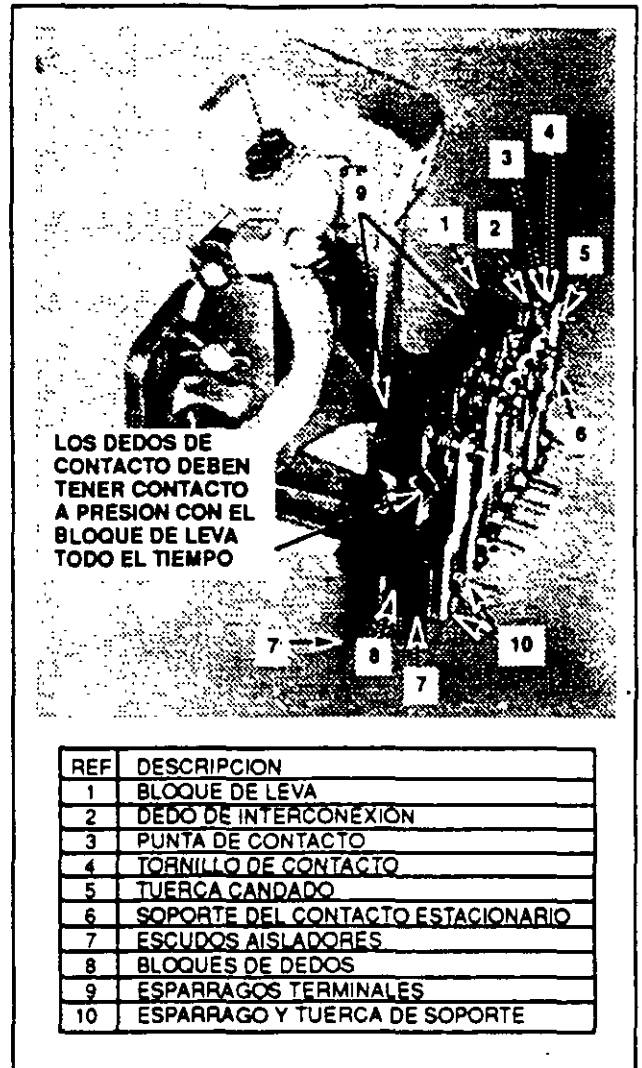 4
3
9
1
2
5
6
LOS DEDOS DE
CONTACTO DEBEN
TENER CONTACTO
A PRESION CON EL
BLOQUE DE LEVA
TODO EL TIEMPO
7
8
7
10
REF DESCRIPCION
1 BLOQUE DE LEVA
2 DEDO DE INTERCONEXIÓN
3 PUNTA DE CONTACTO
4 TORNILLO DE CONTACTO
5 TUERCA CANDADO
6 SOPORTE DEL CONTACTO ESTACIONARIO
7 ESCUDOS AISLADORES
8 BLOQUES DE DEDOS
9 ESPARRAGOS TERMINALES
10 ESPARRAGO Y TUERCA DE SOPORTE